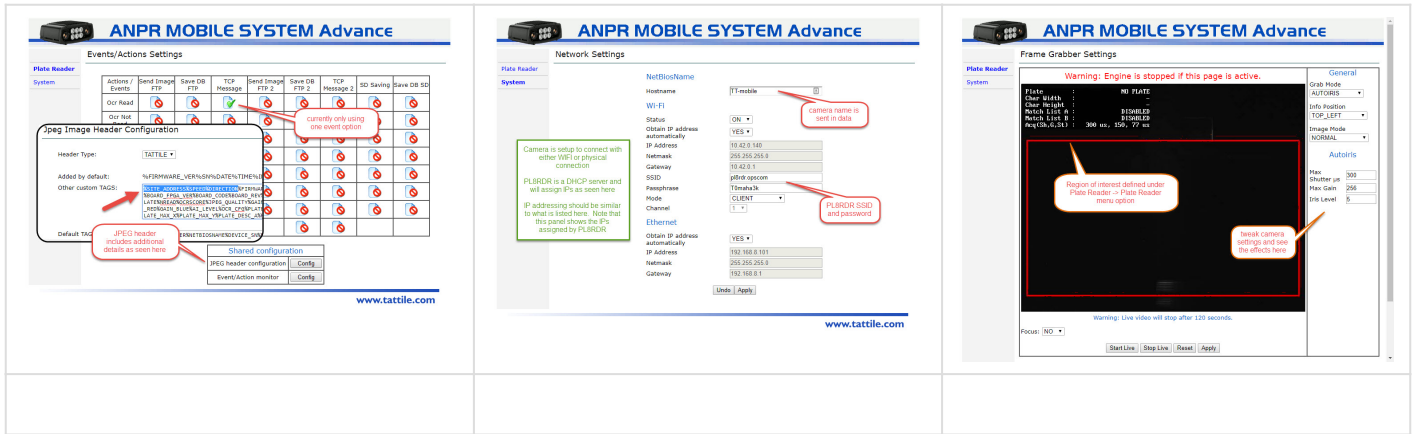 ANPR MOBILE SYSTEM Advance
Events/Actions Settings
Plate Reader
System
Actions / Events
Send Image FTP
Save DB FTP
TCP Message
Send Image FTP 2
Save DB FTP 2
TCP Message 2
SD Saving
Save DB SD
Ocr Read
Ocr Not
currently only using
one event option
Jpeg Image Header Configuration
Header Type:
TATTILE
Added by default:
%FIRMWARE_VER%SN%DATE%TIME%
Other custom TAGS:
Default TAG
JPEG header
includes additional
details as seen here
Shared configuration
JPEG header configuration
Config
Event/Action monitor
Config
www.tattile.com
ANPR MOBILE SYSTEM Advance
Network Settings
Plate Reader
System
NetBiosName
Hostname
TT-mobile
camera name is
sent in data
Wi-Fi
Status
ON
Obtain IP address
automatically
YES
IP Address
10.42.0.140
Netmask
255.255.255.0
Gateway
10.42.0.1
SSID
pl8rdr.opscom
Passphrase
T0maha3k
Mode
CLIENT
Channel
1
PL8RDR SSID
and password
Camera is setup to connect with
either WIFI or physical
connection
PL8RDR is a DHCP server and
will assign IPs as seen here
IP addressing should be similar
to what is listed here. Note that
this panel shows the IPs
assigned by PL8RDR
Ethernet
Obtain IP address
automatically
YES
IP Address
192.168.8.101
Netmask
255.255.255.0
Gateway
192.168.8.1
Undo
Apply
www.tattile.com
ANPR MOBILE SYSTEM Advance
Frame Grabber Settings
Plate Reader
System
Warning: Engine is stopped if this page is active.
Plate : NO PLATE
Char Width : -
Char Height : -
Match List A : DISABLED
Match List B : DISABLED
Acq(Sh,G,St) : 300 us, 150, 77 us
Region of interest defined under
Plate Reader -> Plate Reader
menu option
General
Grab Mode
AUTOIRIS
Info Position
TOP_LEFT
Image Mode
NORMAL
Autoiris
Max
Shutter µs
300
Max Gain
256
Iris Level
5
tweak camera
settings and see
the effects here
Warning: Live video will stop after 120 seconds.
Focus: NO
Start Live
Stop Live
Reset
Apply